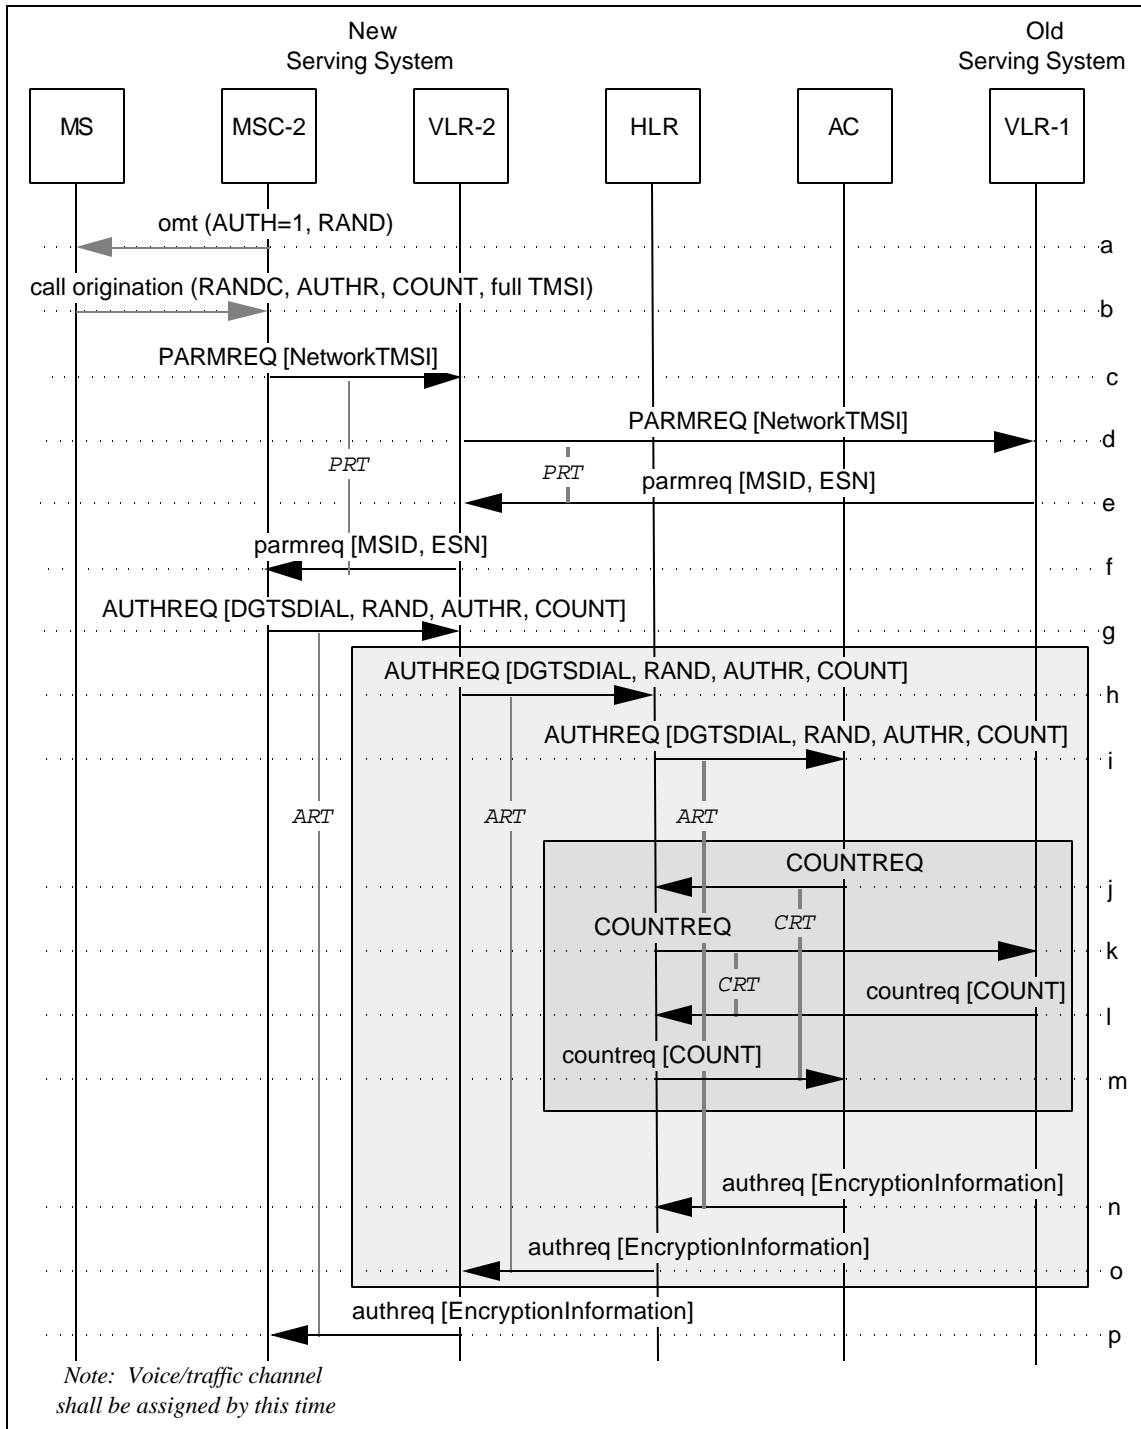 New
Serving System
Old
Serving System
MS
MSC-2
VLR-2
HLR
AC
VLR-1
omt (AUTH=1, RAND)
a
call origination (RANDC, AUTHR, COUNT, full TMSI)
b
PARMREQ [NetworkTMSI]
c
PARMREQ [NetworkTMSI]
d
PRT
PRT
parmreq [MSID, ESN]
e
parmreq [MSID, ESN]
f
AUTHREQ [DGTSDIAL, RAND, AUTHR, COUNT]
g
AUTHREQ [DGTSDIAL, RAND, AUTHR, COUNT]
h
AUTHREQ [DGTSDIAL, RAND, AUTHR, COUNT]
i
ART
ART
ART
COUNTREQ
j
COUNTREQ
CRT
k
CRT
countreq [COUNT]
l
countreq [COUNT]
m
authreq [EncryptionInformation]
n
authreq [EncryptionInformation]
o
authreq [EncryptionInformation]
p
Note: Voice/traffic channel
shall be assigned by this time